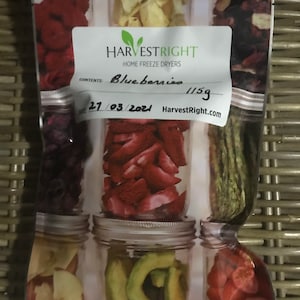 HARVESTRIGHT
HOME FREEZE DRYERS
CONTENTS: Blueberries
115g
27 03 2021 HarvestRight.com